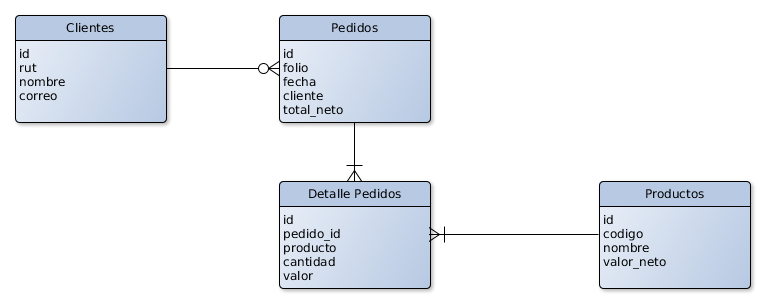 Clientes
id
rut
nombre
correo
Pedidos
id
folio
fecha
cliente
total_neto
Detalle Pedidos
id
pedido_id
producto
cantidad
valor
Productos
id
codigo
nombre
valor_neto